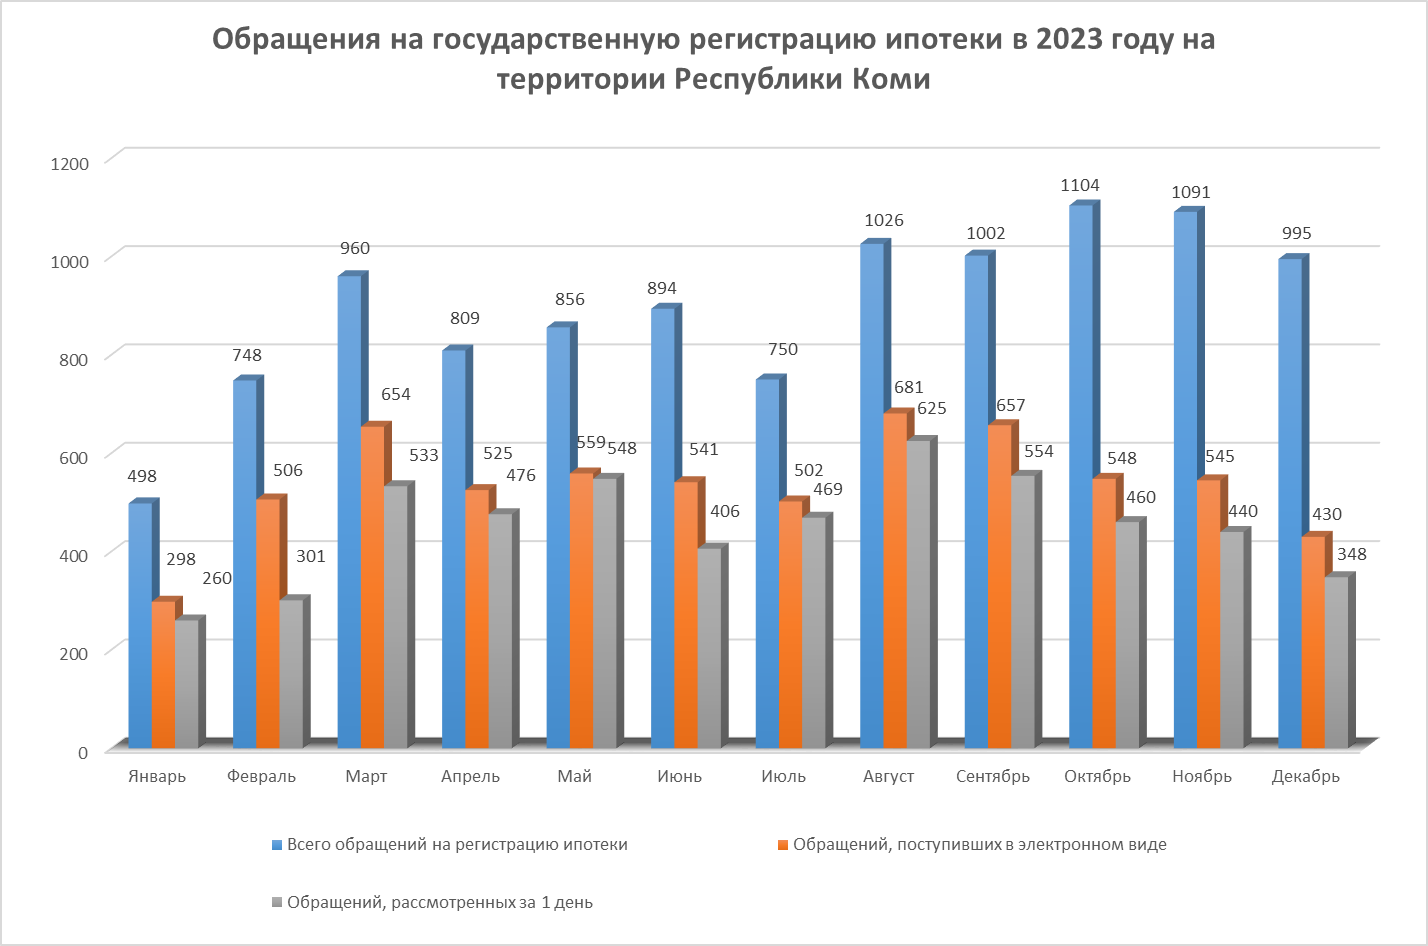 Обращения на государственную регистрацию ипотеки в 2023 году на
территории Республики Коми
1200
1000
800
600
400
200
0
498
298
260
748
506
301
960
654
533
809
525
476
856
559
548
894
541
406
750
502
469
1026
681
625
1002
657
554
1104
548
460
1091
545
440
995
430
348
Январь
Февраль
Март
Апрель
Май
Июнь
Июль
Август
Сентябрь
Октябрь
Ноябрь
Декабрь
Всего обращений на регистрацию ипотеки
Обращений, поступивших в электронном виде
Обращений, рассмотренных за 1 день